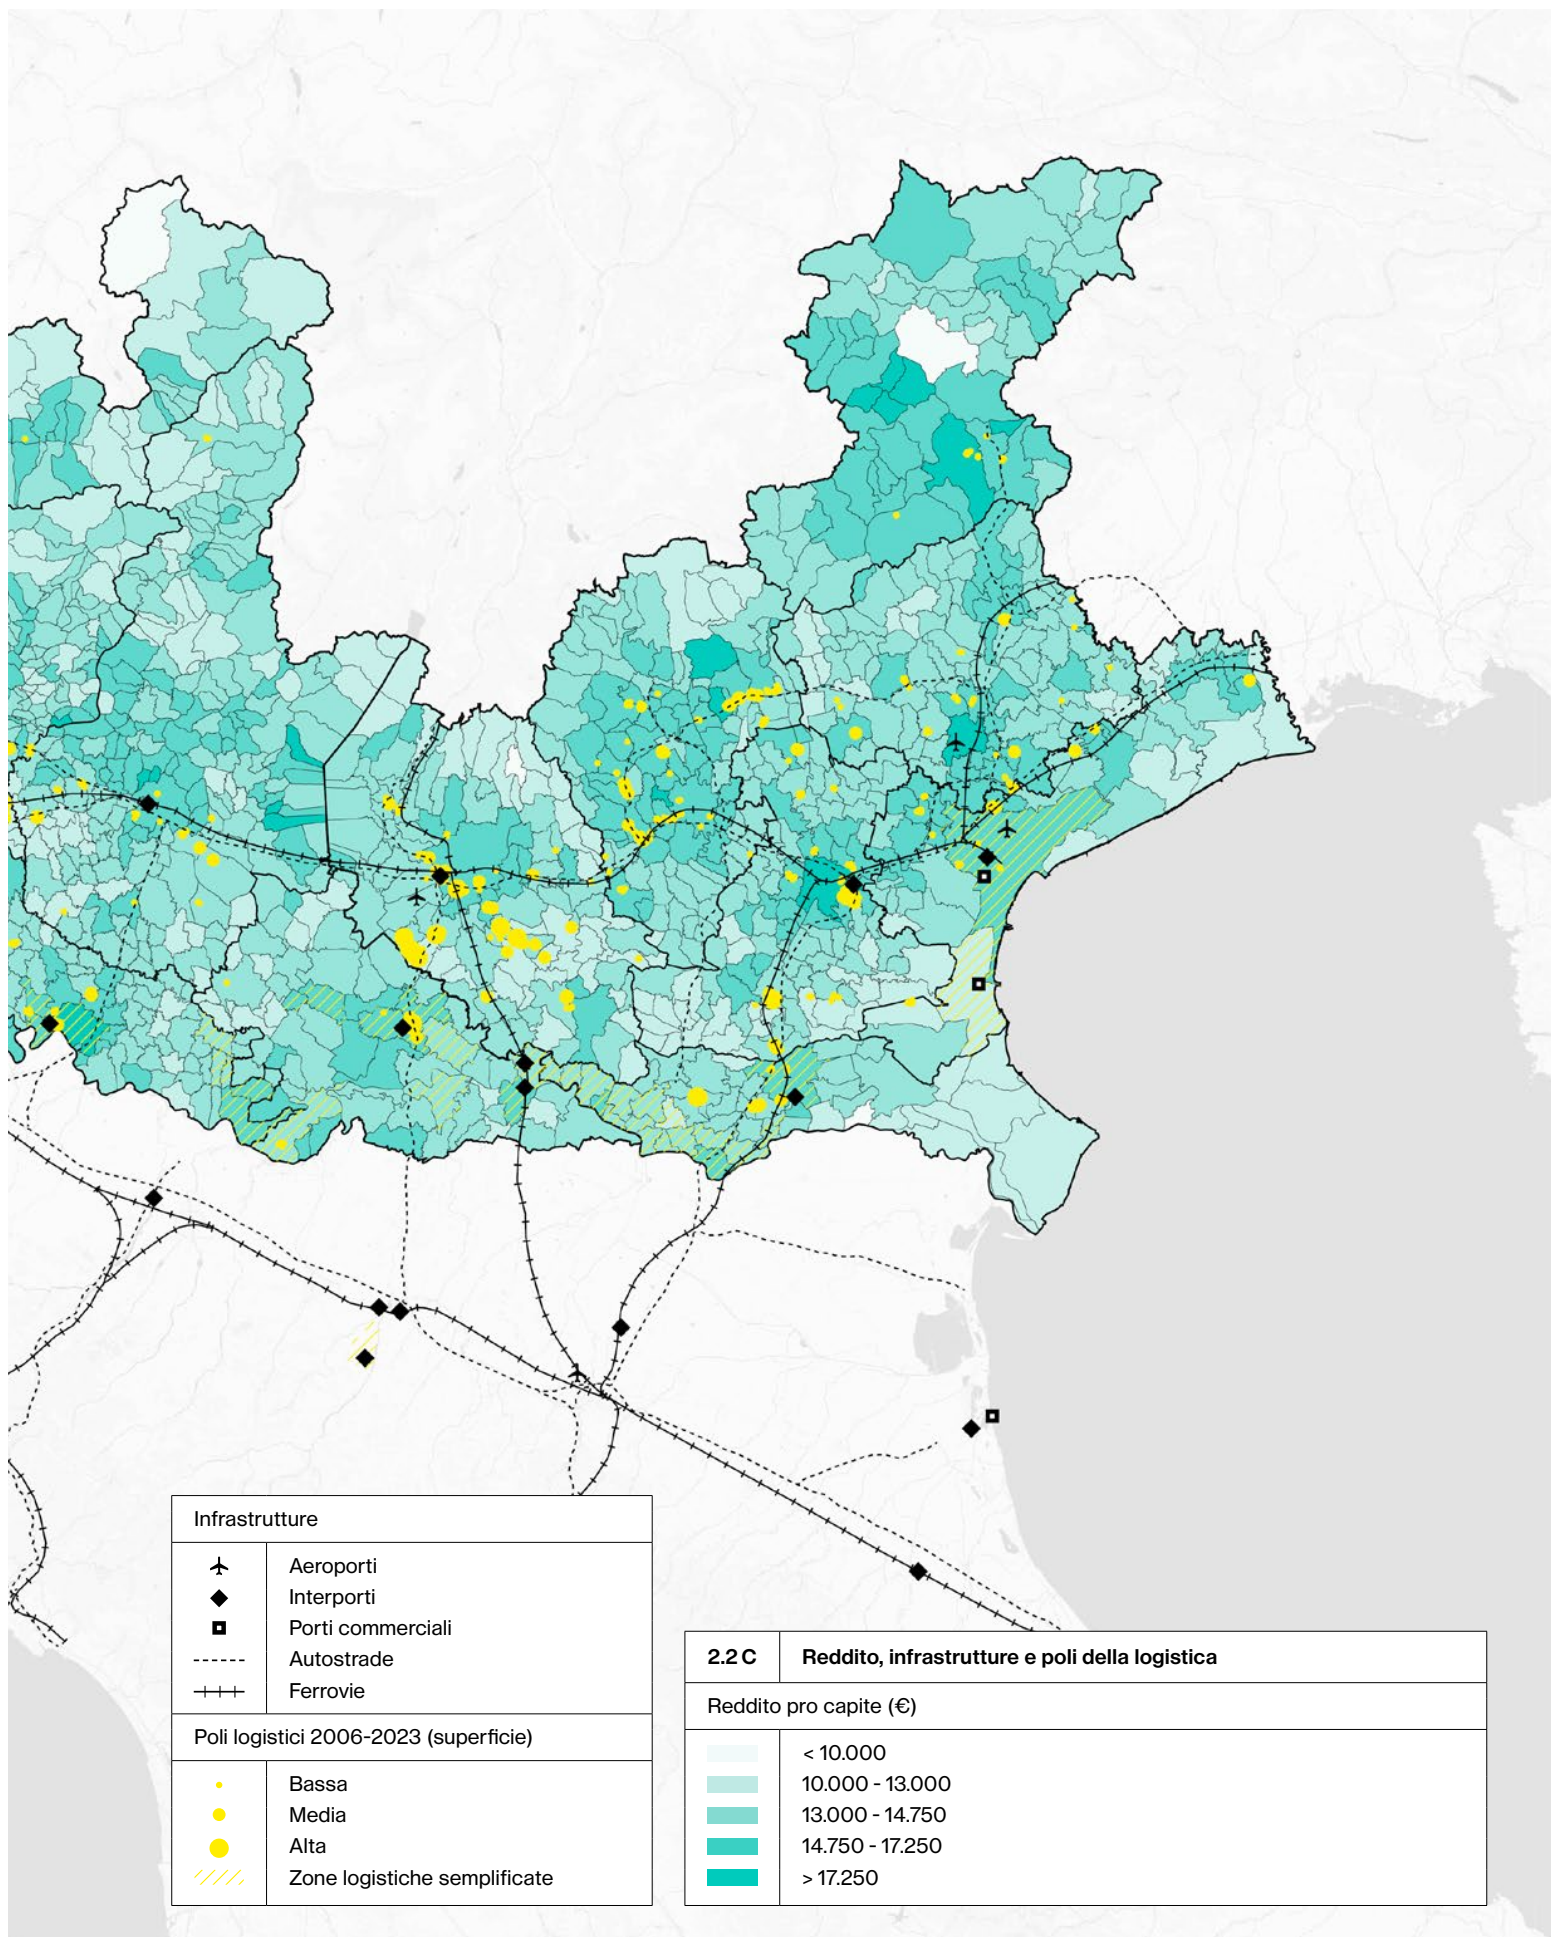 Infrastrutture
Aeroporti
Interporti
Porti commerciali
Autostrade
Ferrovie
Poli logistici 2006-2023 (superficie)
Bassa
Media
Alta
Zone logistiche semplificate
2.2 C Reddito, infrastrutture e poli della logistica
Reddito pro capite (€)
< 10.000
10.000 - 13.000
13.000 - 14.750
14.750 - 17.250
> 17.250